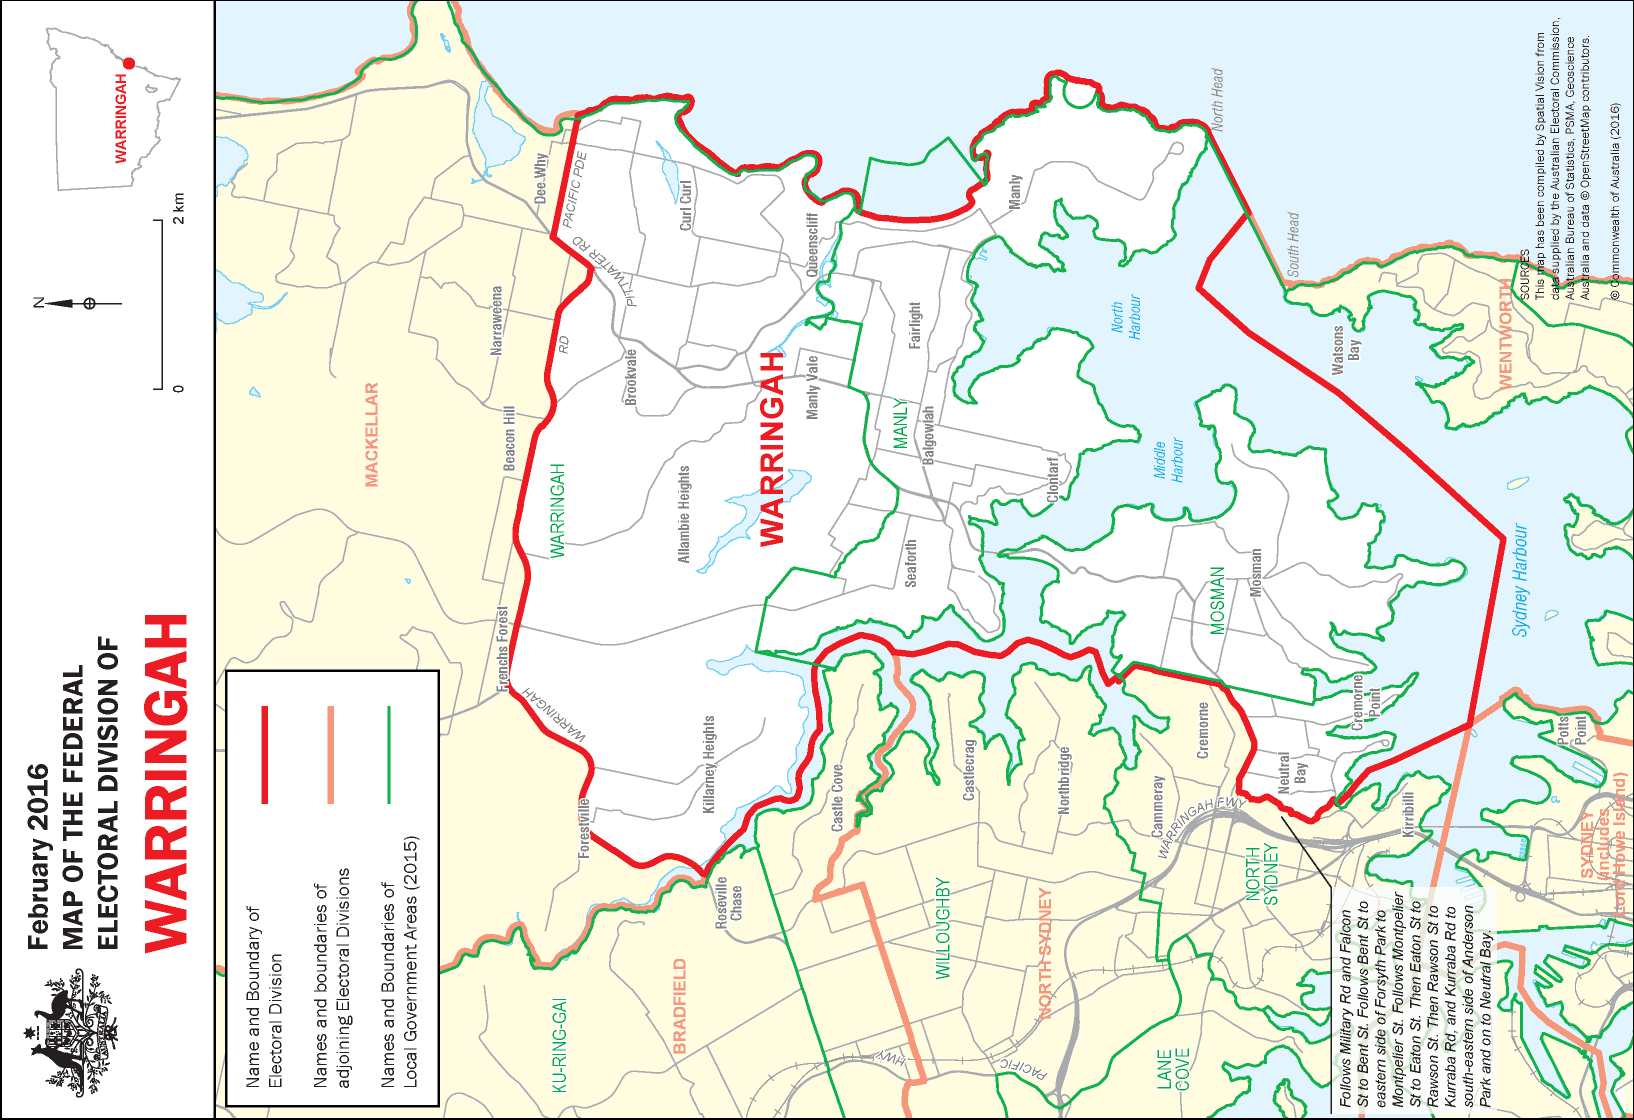 February 2016
MAP OF THE FEDERAL
ELECTORAL DIVISION OF
WARRINGAH
N
0
2 km
WARRINGAH
Name and Boundary of
Electoral Division
Names and boundaries of
adjoining Electoral Divisions
Names and Boundaries of
Local Government Areas (2015)
MACKELLAR
Narraweena
Dee Why
PACIFIC PDE
PITTWATER RD
RD
Beacon Hill
Frenchs Forest
WARRINGAH
WARRINGAH
Forestville
Brookvale
Curl Curl
Allambie Heights
Killarney Heights
WARRINGAH
Queenscliff
Manly Vale
MANLY
Fairlight
Balgowlah
Seaforth
Clontarf
Manly
North Head
South Head
North
Harbour
Middle
Harbour
Castle Cove
Castlecrag
Northbridge
Cammeray
Cremorne
MOSMAN
Mosman
Neutral
Bay
Cremorne
Point
Kirribilli
Watsons
Bay
WENTWORTH
Sydney Harbour
Potts
Point
SYDNEY
(includes
Lord Howe Island)
WARRINGAH FWY
NORTH
SYDNEY
Roseville
Chase
WILLOUGHBY
NORTH SYDNEY
BRADFIELD
KU-RING-GAI
PACIFIC
HWY
LANE
COVE
Follows Military Rd and Falcon
St to Bent St. Follows Bent St to
eastern side of Forsyth Park to
Montpelier St. Follows Montpelier
St to Eaton St. Then Eaton St to
Rawson St. Then Rawson St to
Kurraba Rd, and Kurraba Rd to
south-eastern side of Anderson
Park and on to Neutral Bay.
SOURCES
This map has been compiled by Spatial Vision from
data supplied by the Australian Electoral Commission,
Australian Bureau of Statistics, PSMA, Geoscience
Australia and data © OpenStreetMap contributors.
© Commonwealth of Australia (2016)